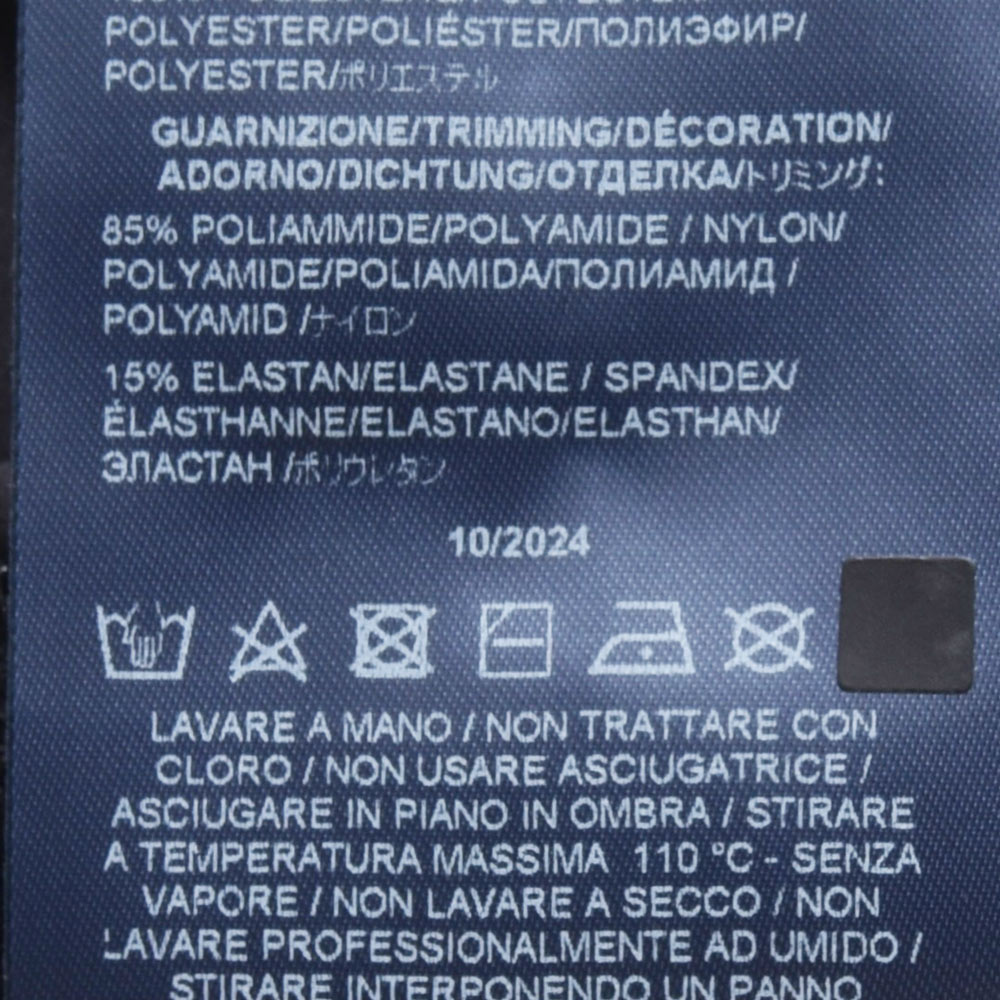 POLYESTER/POLIÉSTER/ПОЛИЭФИР/
POLYESTER/ポリエステル
GUARNIZIONE/TRIMMING/DÉCORATION/
ADORNO/DICHTUNG/ОТДЕЛКА/トリミング:
85% POLIAMMIDE/POLYAMIDE / NYLON/
POLYAMIDE/POLIAMIDA/ПОЛИАМИД /
POLYAMID /ナイロン
15% ELASTAN/ELASTANE / SPANDEX/
ÉLASTHANNE/ELASTANO/ELASTHAN/
ЭЛАСТАН /ポリウレタン
10/2024
LAVARE A MANO / NON TRATTARE CON
CLORO / NON USARE ASCIUGATRICE /
ASCIUGARE IN PIANO IN OMBRA / STIRARE
A TEMPERATURA MASSIMA 110 °C - SENZA
VAPORE / NON LAVARE A SECCO / NON
LAVARE PROFESSIONALMENTE AD UMIDO /
STIRARE INTERPONENDO UN PANNO